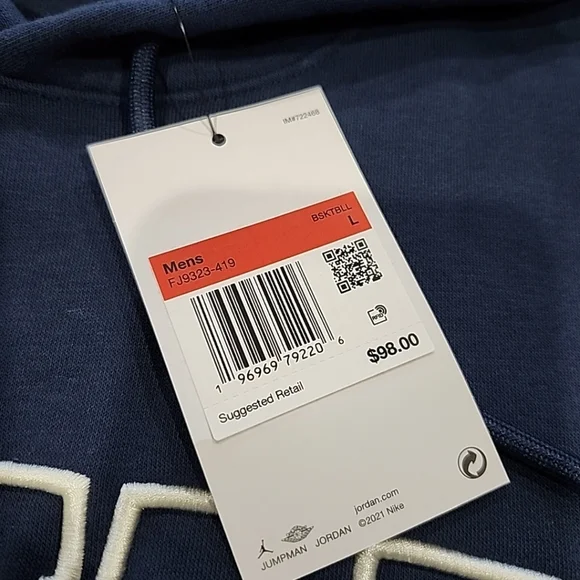 IM#722468
BSKTBLL
Mens L
FJ9323-419
RFID
1 96969 79220 6
$98.00
Suggested Retail
jordan.com
©2021 Nike
JUMPMAN JORDAN